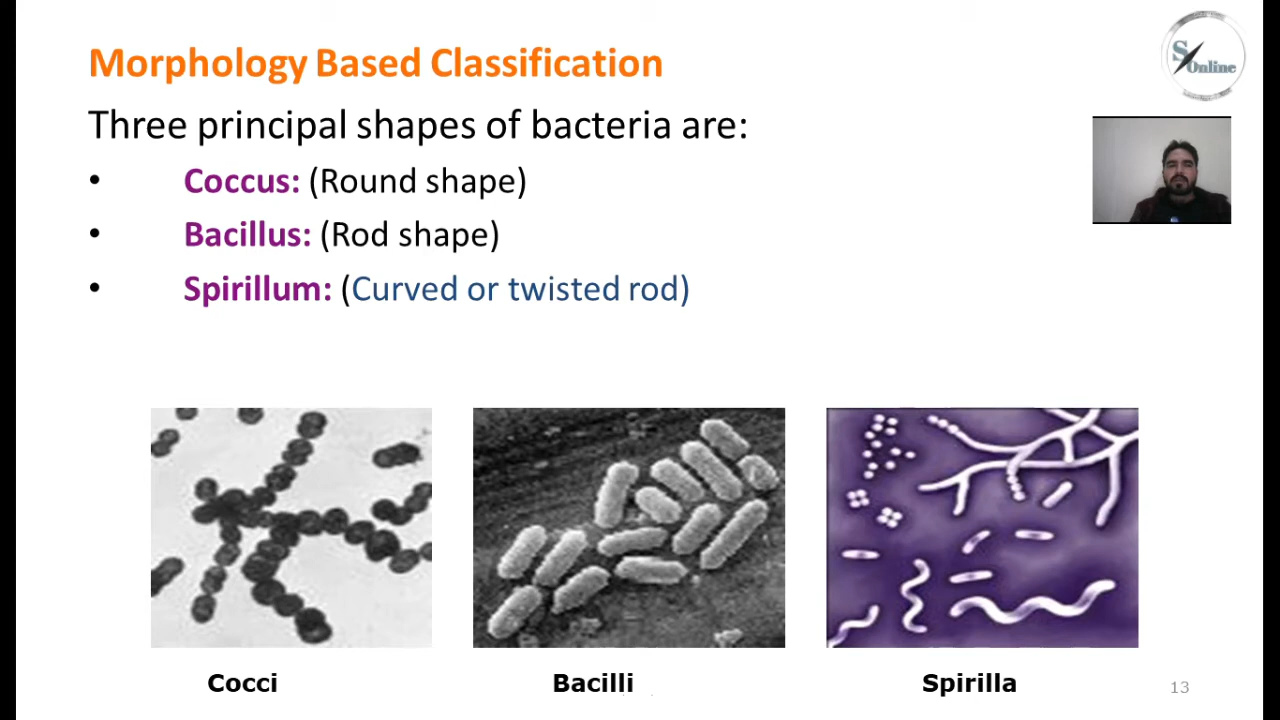 Morphology Based Classification
S Online
Three principal shapes of bacteria are:
• Coccus: (Round shape)
• Bacillus: (Rod shape)
• Spirillum: (Curved or twisted rod)
Cocci
Bacilli
Spirilla
13